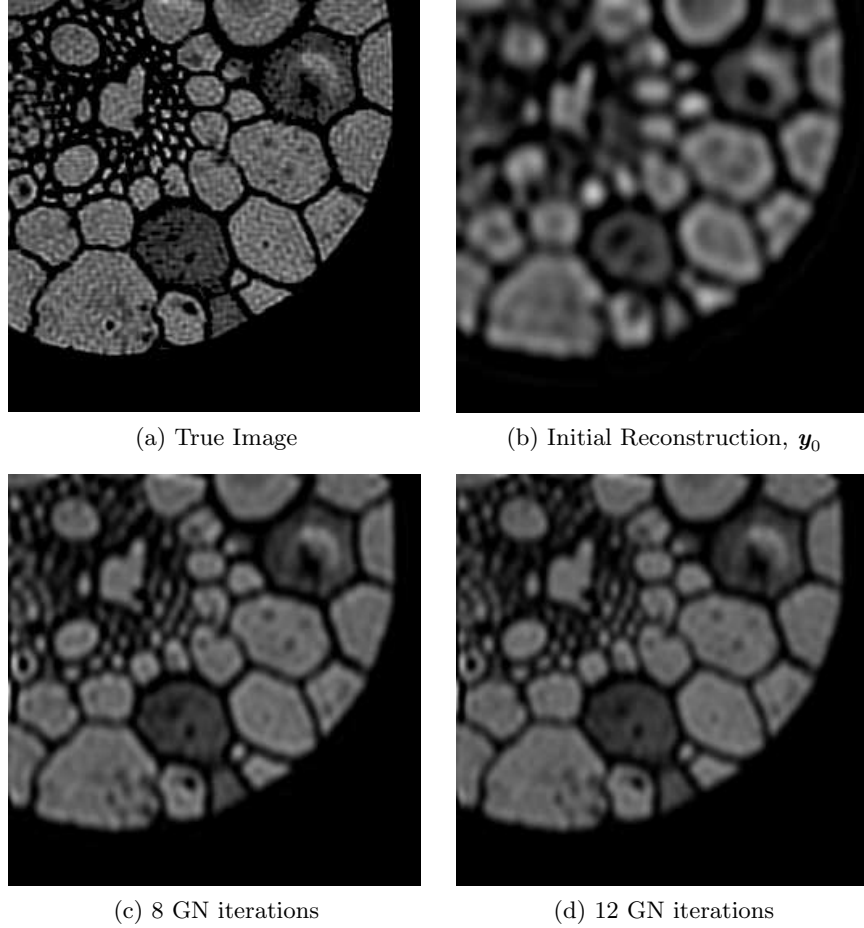 (a) True Image
(b) Initial Reconstruction, y₀
(c) 8 GN iterations
(d) 12 GN iterations